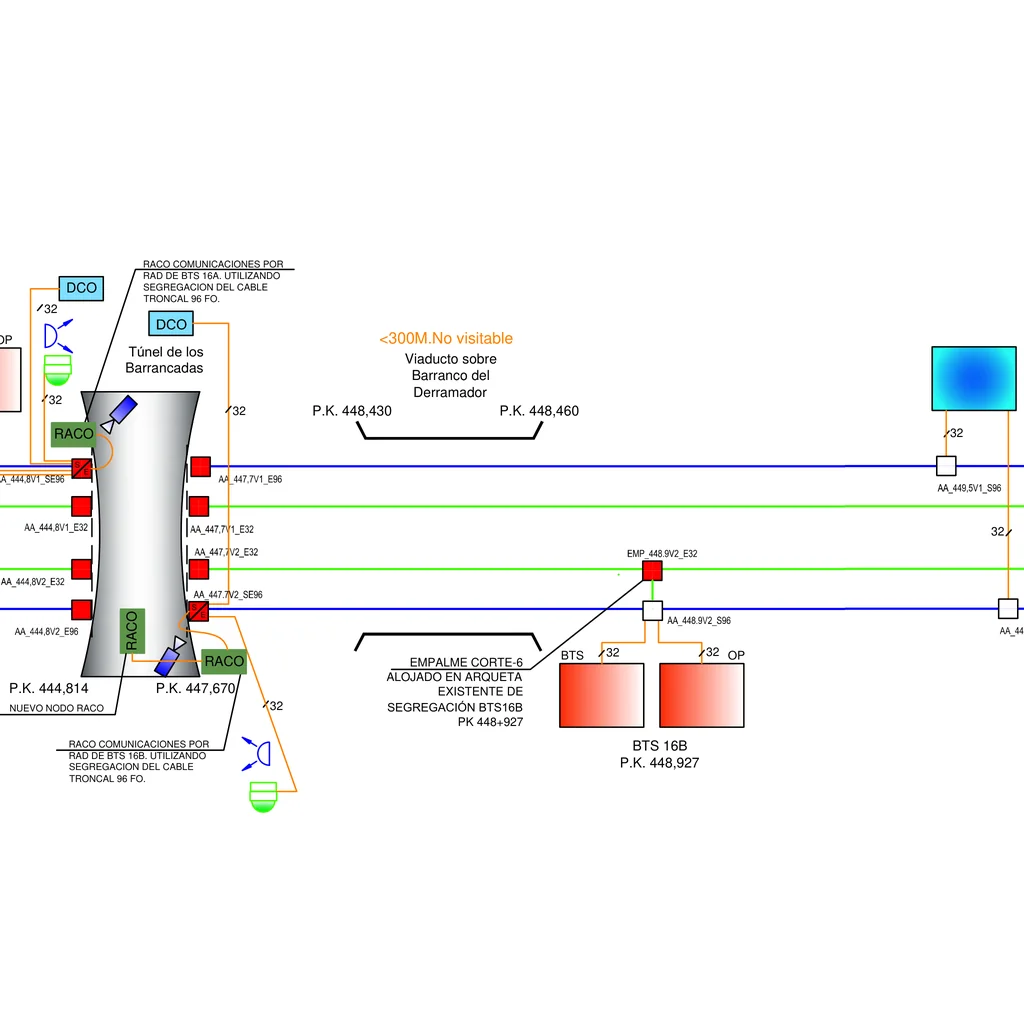 RACO COMUNICACIONES POR
RAD DE BTS 16A. UTILIZANDO
SEGREGACION DEL CABLE
TRONCAL 96 FO.
DCO
32
DCO
OP
Túnel de los
Barrancadas
<300M.No visitable
Viaducto sobre
Barranco del
Derramador
32
32
P.K. 448,430
P.K. 448,460
RACO
32
S
E
AA_444,8V1_SE96
AA_447,7V1_E96
AA_449,5V1_S96
AA_444,8V1_E32
AA_447,7V1_E32
32
AA_447,7V2_E32
EMP_448.9V2_E32
AA_444,8V2_E32
AA_447.7V2_SE96
S
E
RACO
AA_444,8V2_E96
AA_448.9V2_S96
AA_44
RACO
EMPALME CORTE-6
ALOJADO EN ARQUETA
EXISTENTE DE
SEGREGACIÓN BTS16B
PK 448+927
BTS
32
32
OP
P.K. 444,814
P.K. 447,670
NUEVO NODO RACO
32
RACO COMUNICACIONES POR
RAD DE BTS 16B. UTILIZANDO
SEGREGACION DEL CABLE
TRONCAL 96 FO.
BTS 16B
P.K. 448,927